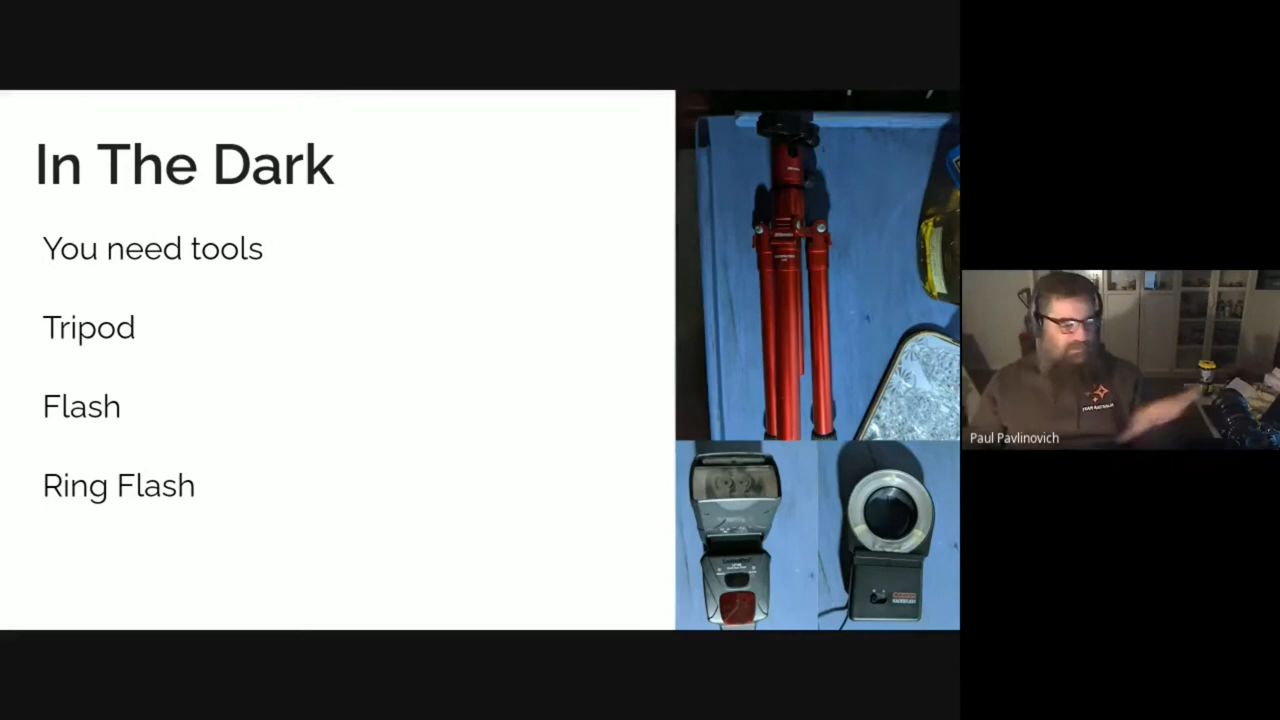 In The Dark
You need tools
Tripod
Flash
Ring Flash
Paul Pavlinovich